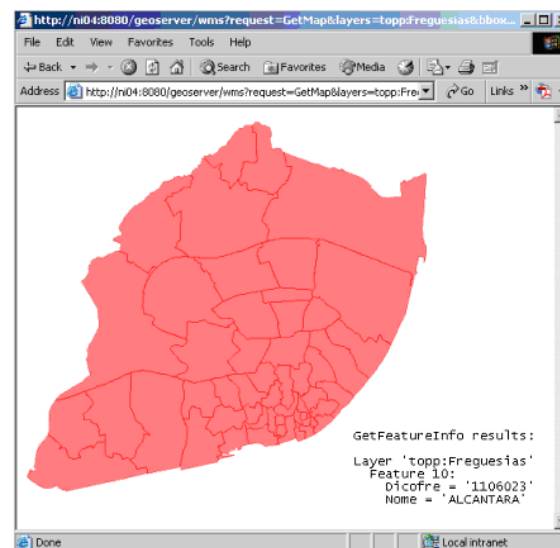 http://ni04:8080/geoserver/wms?request=GetMap&layers=topp:Freguesias&bbox...
File Edit View Favorites Tools Help
Back Search Favorites Media
Address http://ni04:8080/geoserver/wms?request=GetMap&layers=topp:Fre Go Links »
GetFeatureInfo results:
Layer 'topp:Freguesias'
Feature 10:
Dicofre = '1106023'
Nome = 'ALCANTARA'
Done Local intranet